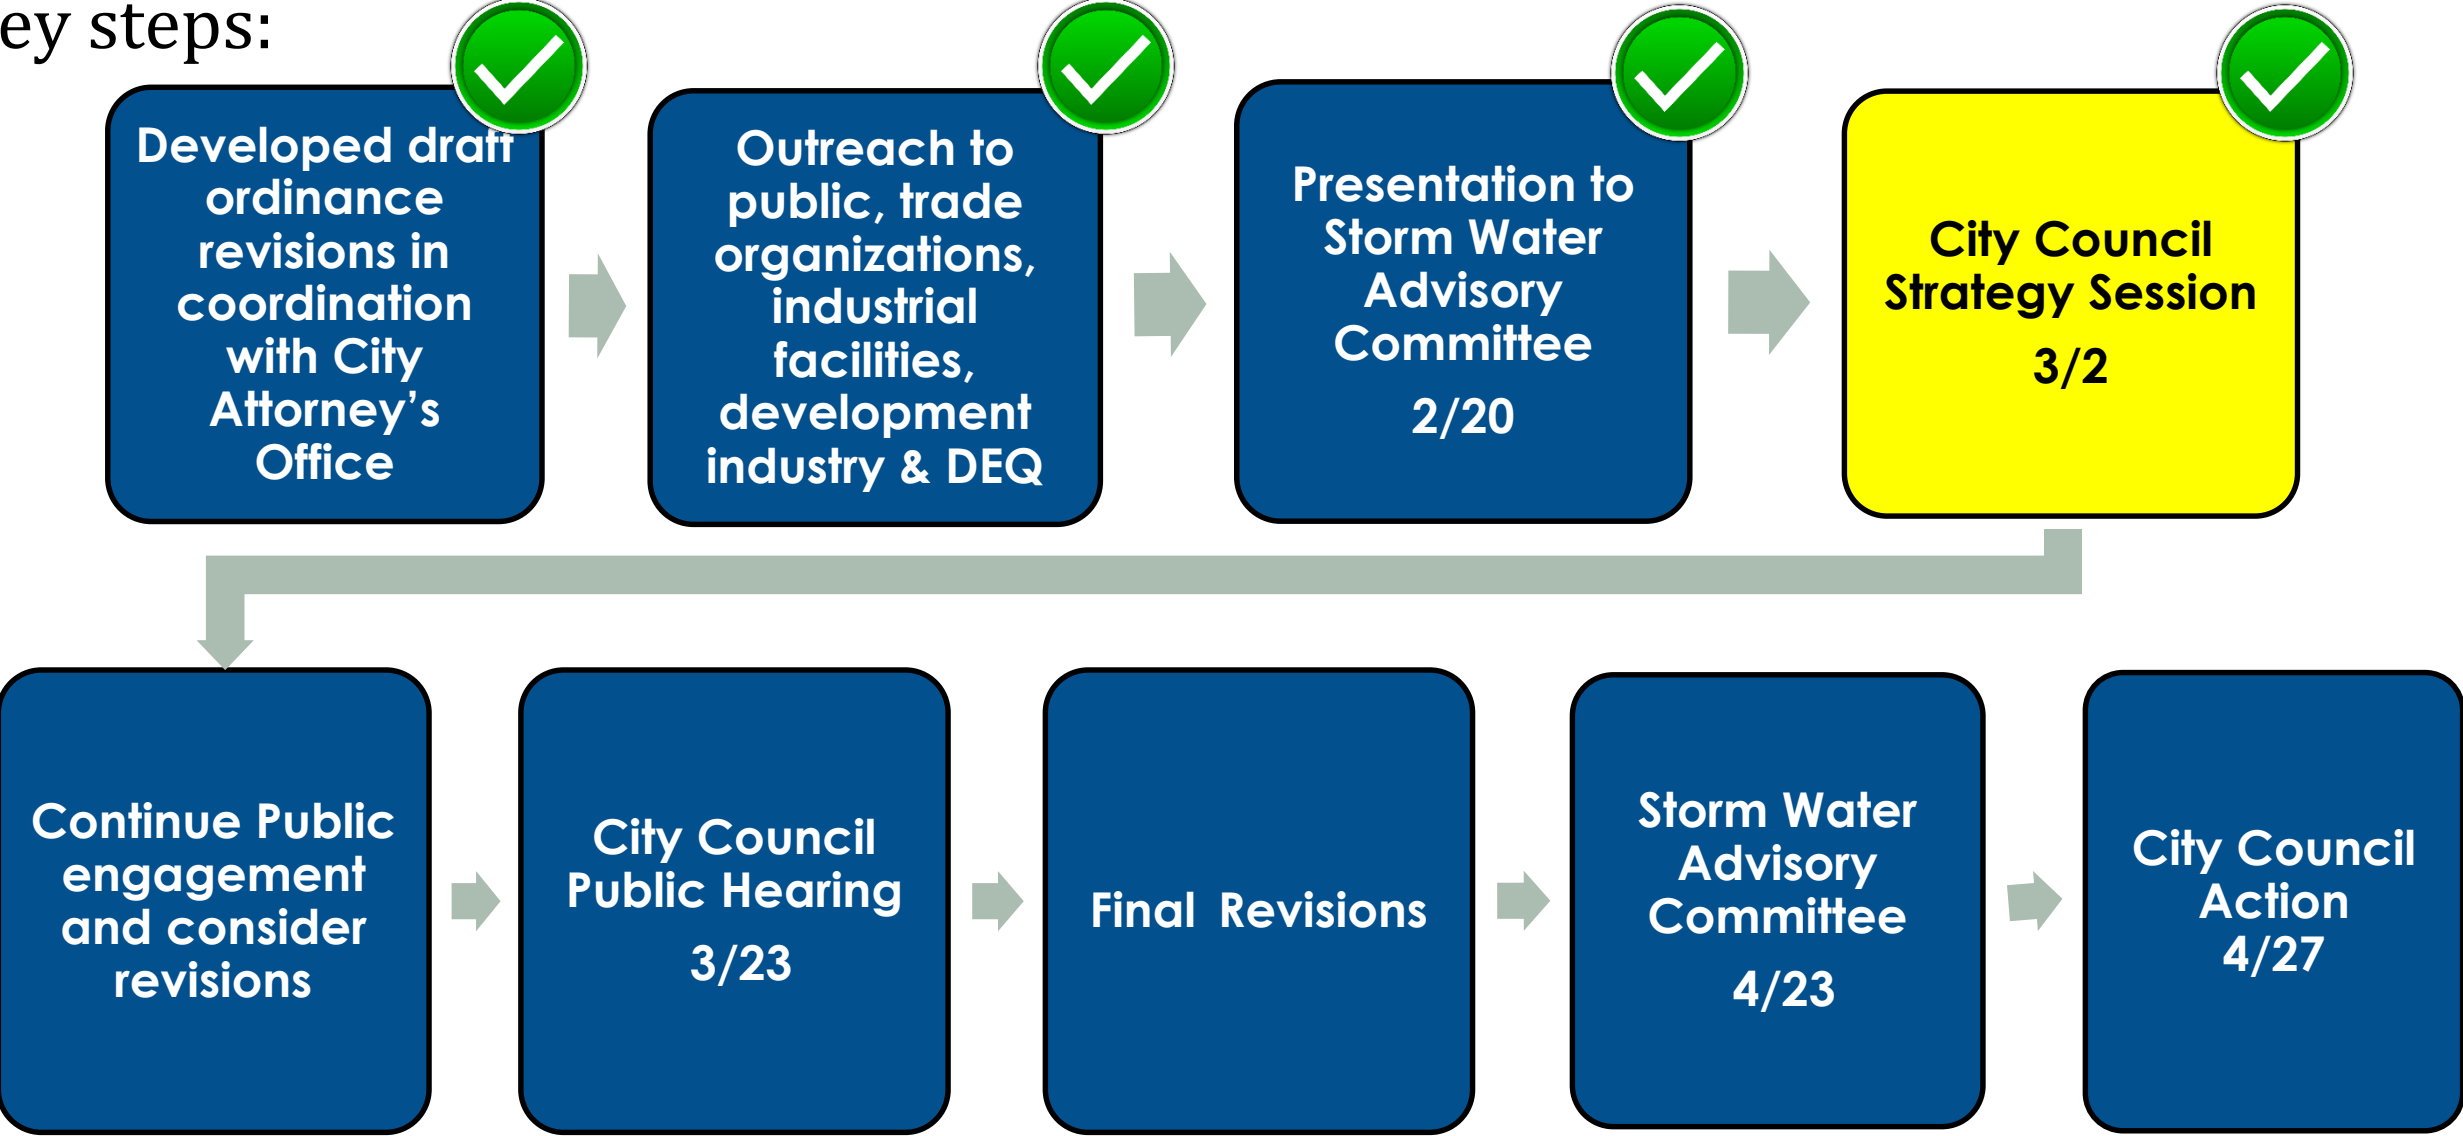 ey steps:
Developed draft
ordinance
revisions in
coordination
with City
Attorney’s
Office
Outreach to
public, trade
organizations,
industrial
facilities,
development
industry & DEQ
Presentation to
Storm Water
Advisory
Committee
2/20
City Council
Strategy Session
3/2
Continue Public
engagement
and consider
revisions
City Council
Public Hearing
3/23
Final Revisions
Storm Water
Advisory
Committee
4/23
City Council
Action
4/27